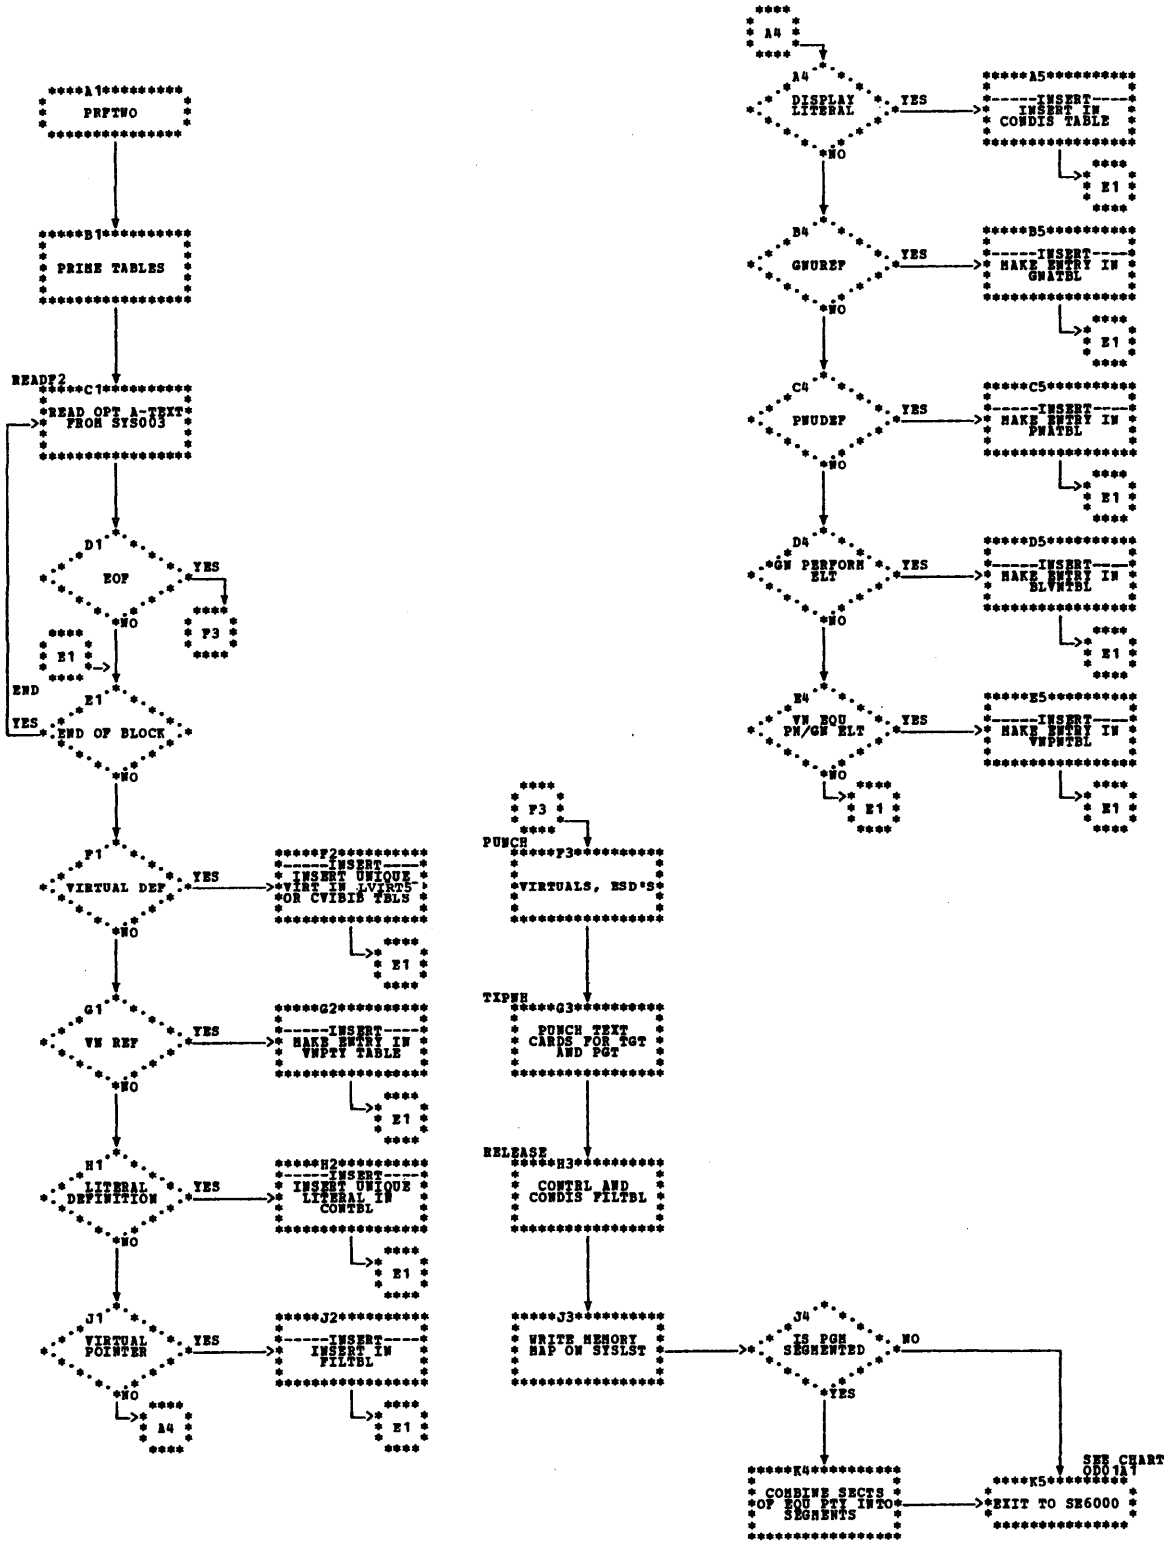 A1
PRFTWO
B1
PRIME TABLES
READF2
C1
READ OPT A-TEXT
FROM SYS003
D1
EOF
YES
NO
F3
E1
END
E1
YES
END OF BLOCK
NO
F1
VIRTUAL DEF
YES
NO
F2
INSERT
INSERT UNIQUE
VIRT IN LVIRTS
OR CVIBIB TBLS
E1
G1
VN REF
YES
NO
G2
INSERT
MAKE ENTRY IN
VNPTY TABLE
E1
H1
LITERAL
DEFINITION
YES
NO
H2
INSERT
INSERT UNIQUE
LITERAL IN
CONTBL
E1
J1
VIRTUAL
POINTER
YES
NO
A4
J2
INSERT
INSERT IN
FILTBL
E1
F3
PUNCH
F3
VIRTUALS, ESD'S
TXPNH
G3
PUNCH TEXT
CARDS FOR TGT
AND PGT
RELEASE
H3
CONTRL AND
CONDIS FILTBL
J3
WRITE MEMORY
MAP ON SYSLST
A4
A4
DISPLAY
LITERAL
YES
NO
A5
INSERT
INSERT IN
CONDIS TABLE
E1
B4
GNUREF
YES
NO
B5
INSERT
MAKE ENTRY IN
GNATBL
E1
C4
PNUDEF
YES
NO
C5
INSERT
MAKE ENTRY IN
PNATBL
E1
D4
GN PERFORM
ELT
YES
NO
D5
INSERT
MAKE ENTRY IN
BLVNTBL
E1
E4
VN EQU
PN/GN ELT
YES
NO
E1
E5
INSERT
MAKE ENTRY IN
VNPNTBL
E1
J4
IS PGM
SEGMENTED
NO
YES
K4
COMBINE SECTS
OF EQU PTY INTO
SEGMENTS
SEE CHART
0D01A1
K5
EXIT TO SE6000